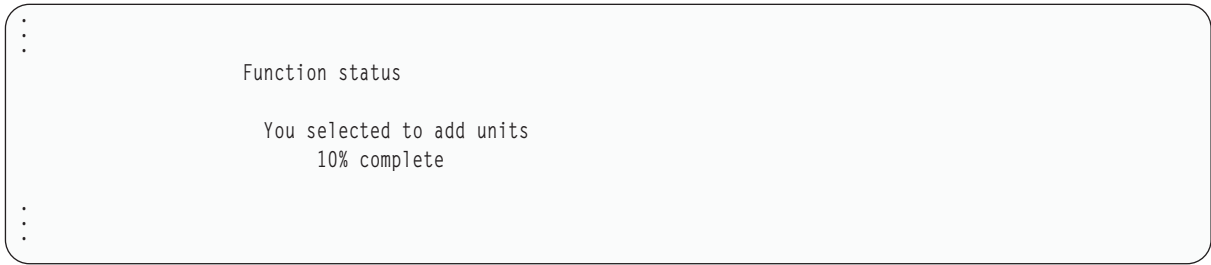 .
.
.
Function status
You selected to add units
10% complete
.
.
.